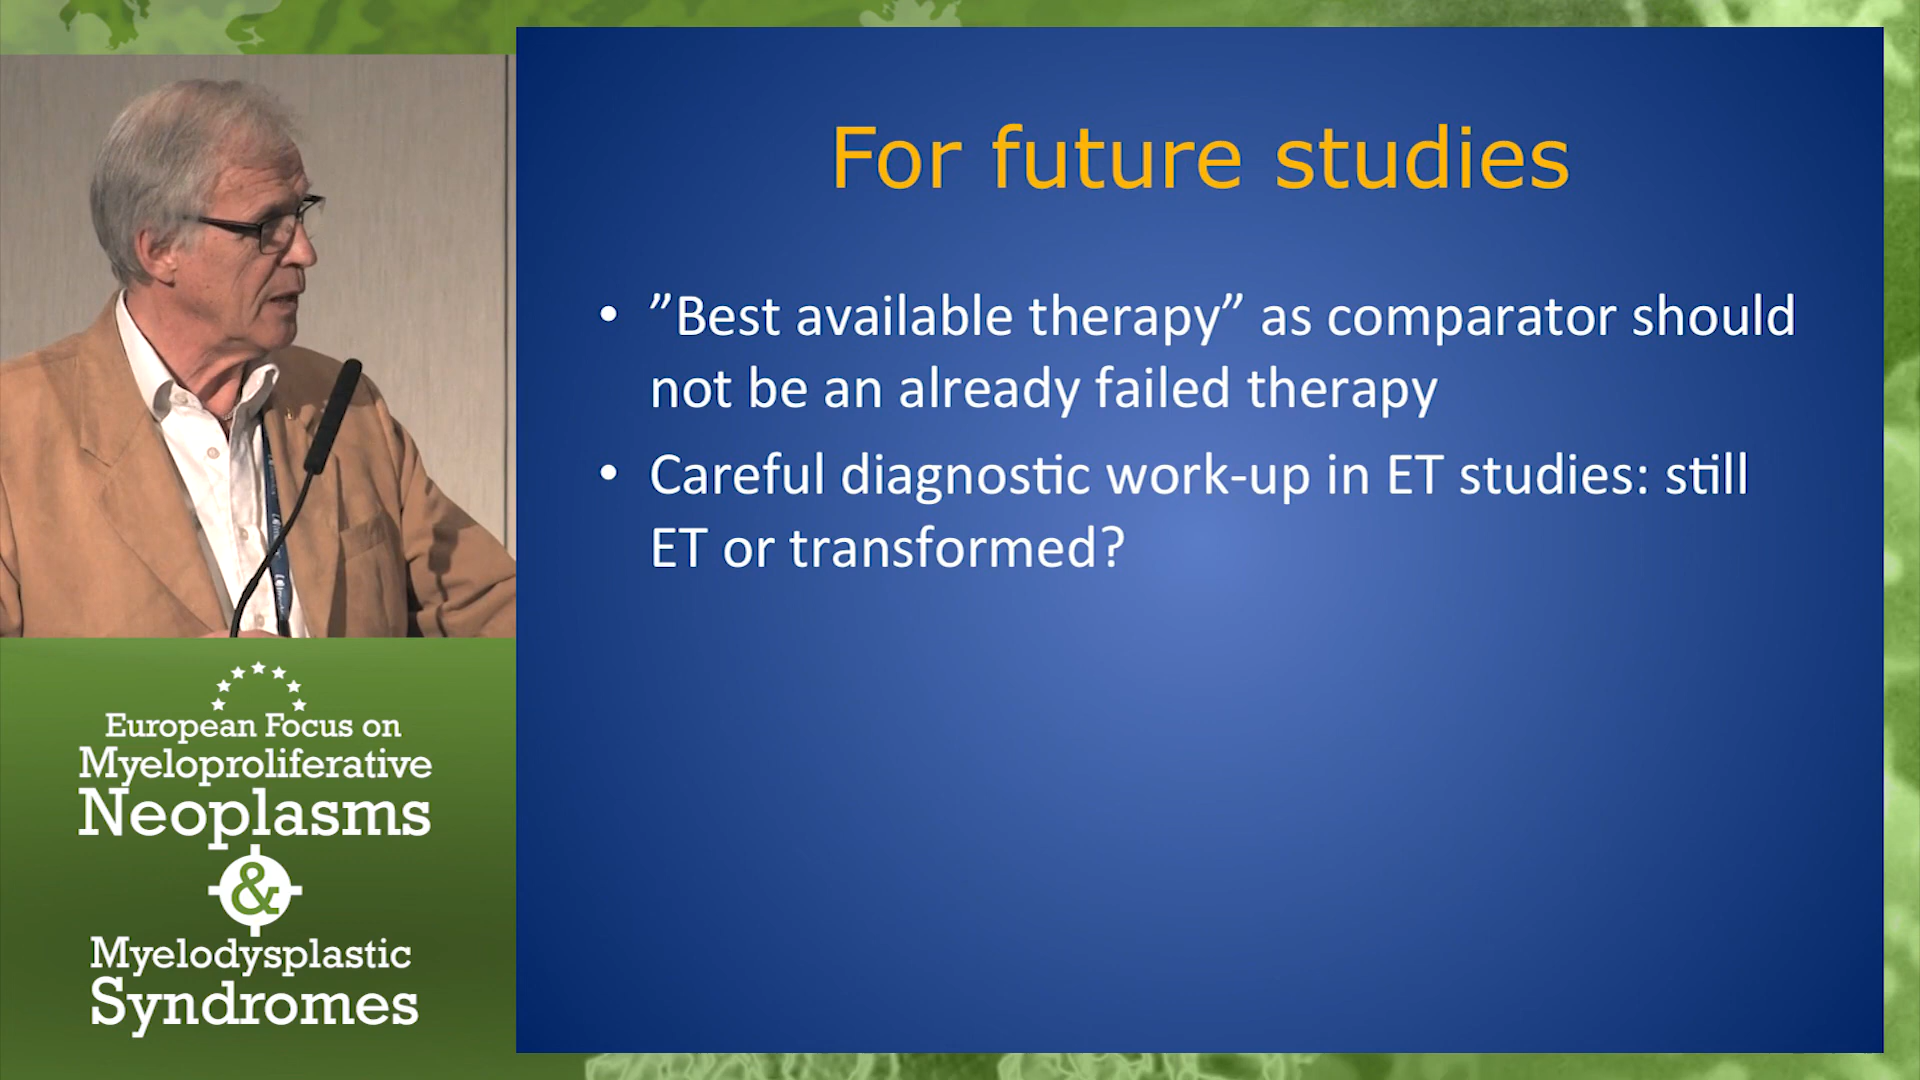 For future studies
• ”Best available therapy” as comparator should
not be an already failed therapy
• Careful diagnostic work-up in ET studies: still
ET or transformed?
European Focus on
Myeloproliferative
Neoplasms
&
Myelodysplastic
Syndromes